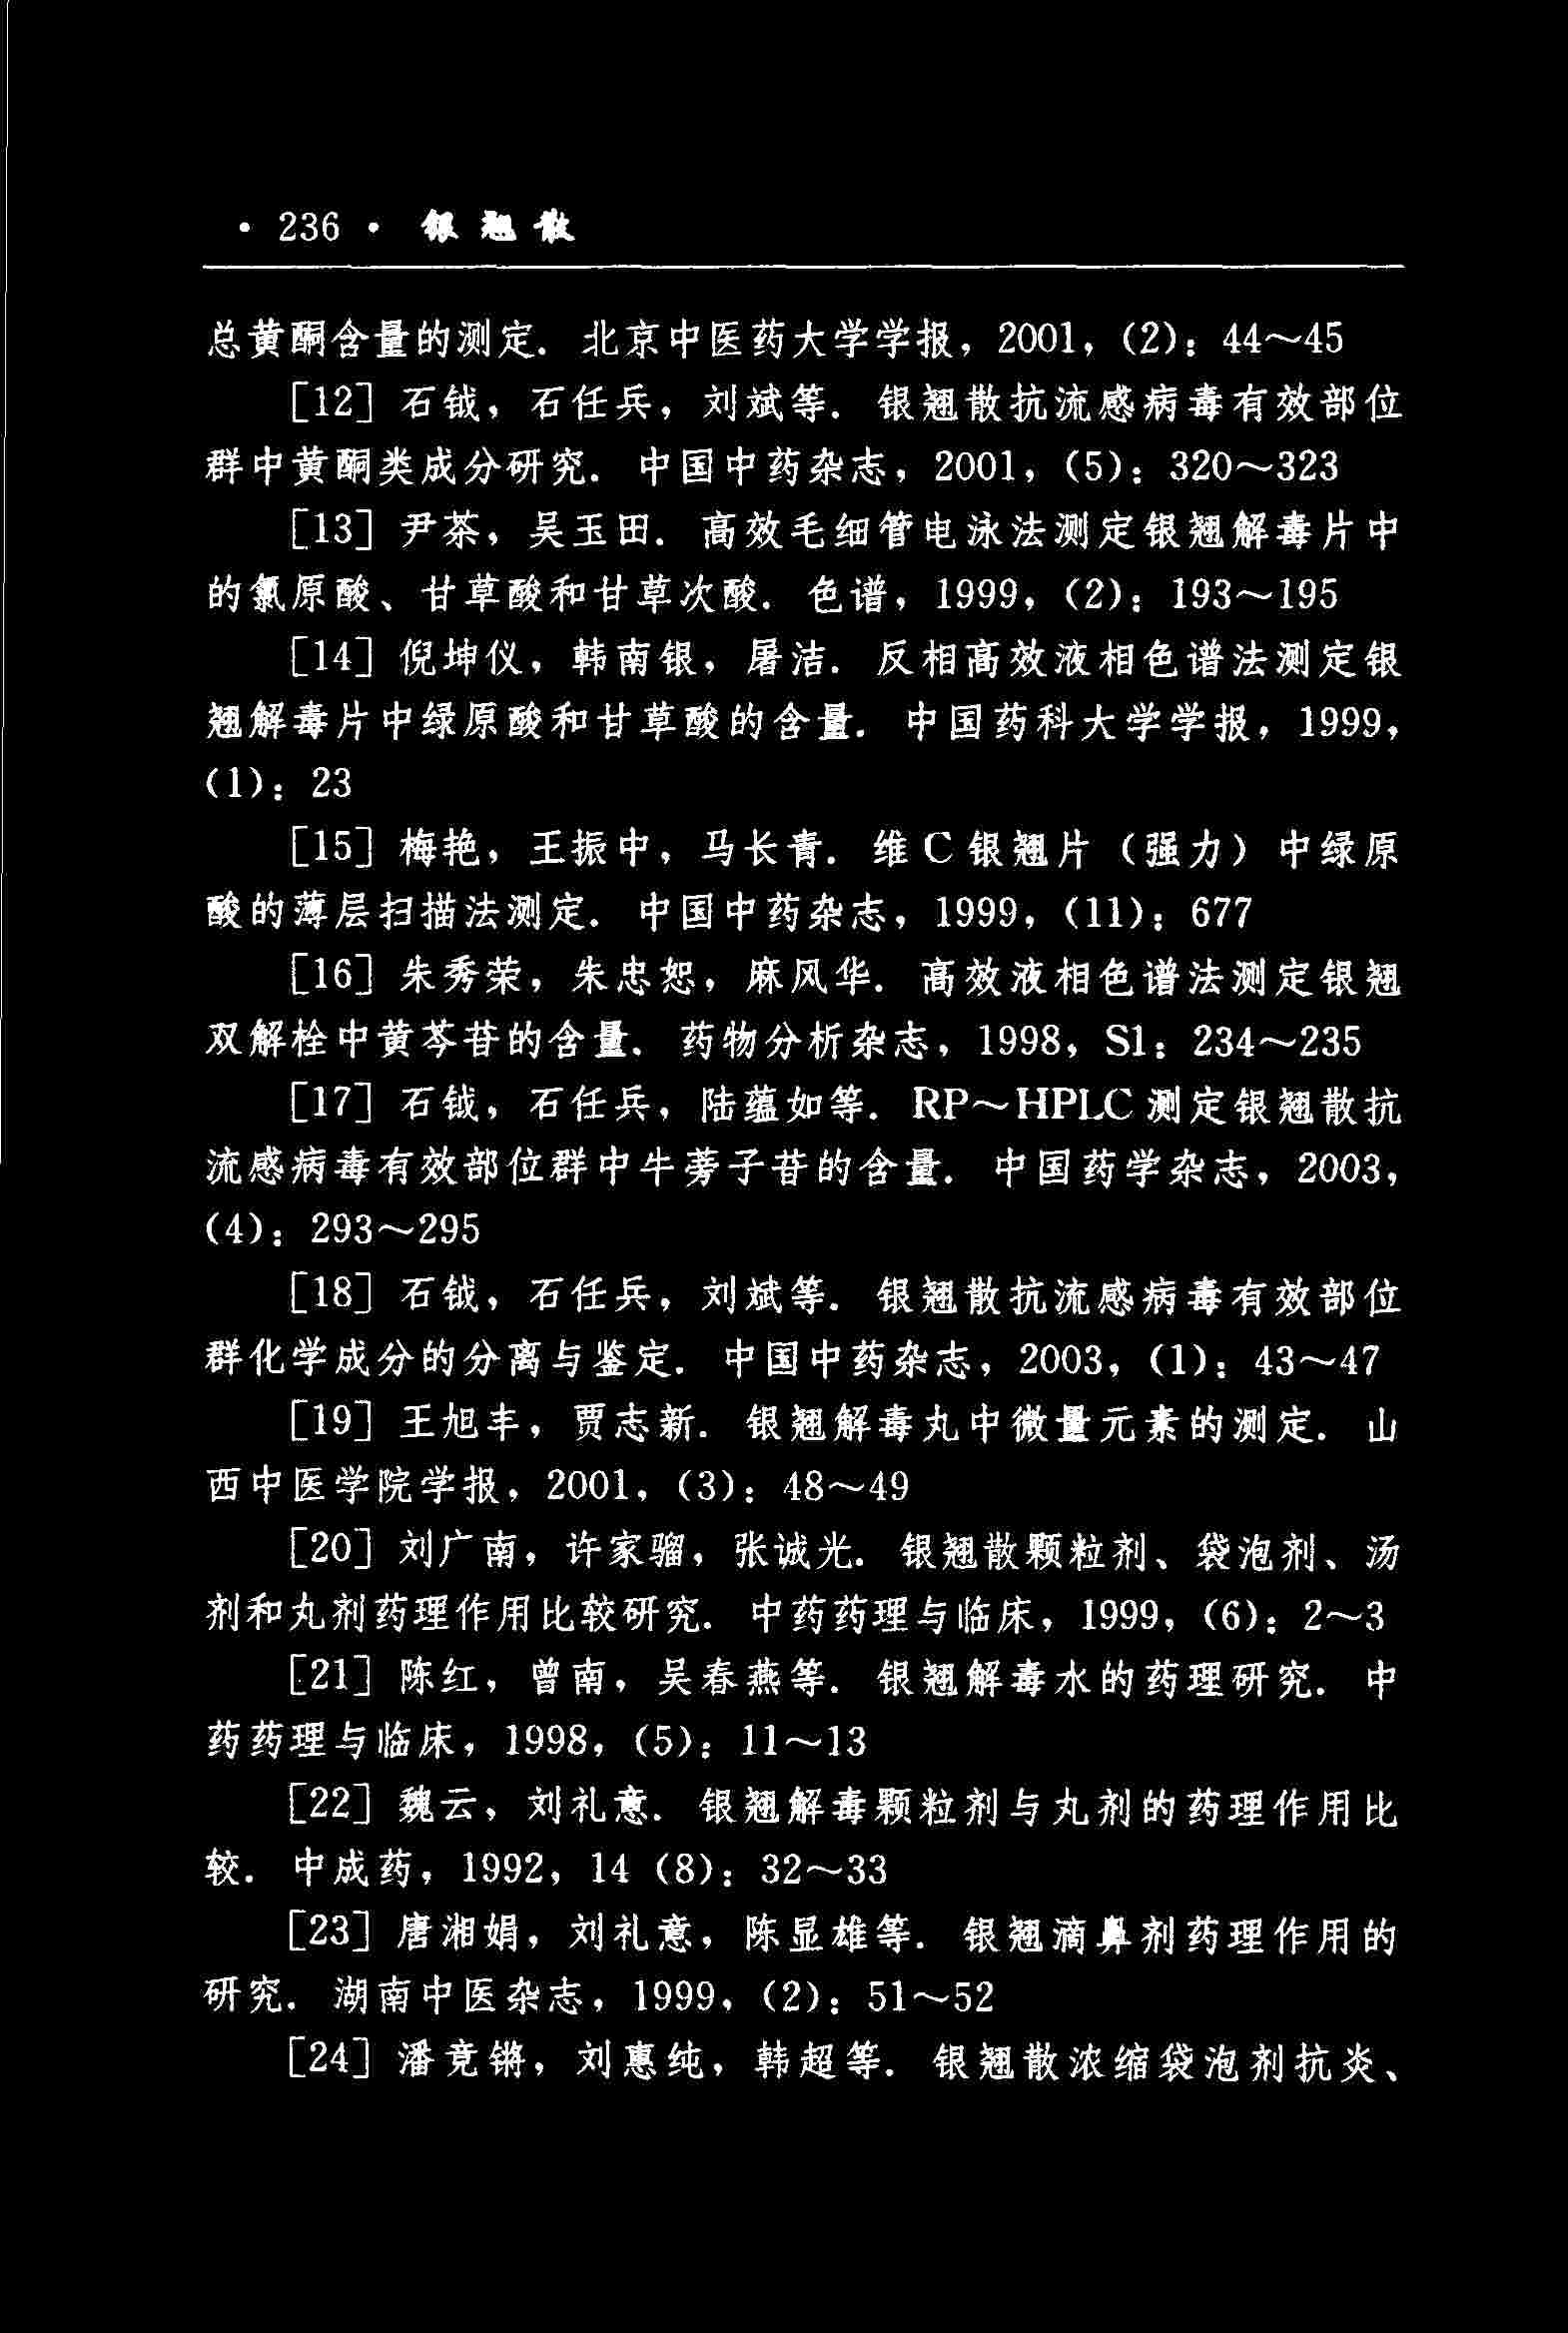 · 236 · 银翘散
总黄酮含量的测定．北京中医药大学学报，2001，(2)：44～45
[12] 石钺，石任兵，刘斌等．银翘散抗流感病毒有效部位
群中黄酮类成分研究．中国中药杂志，2001，(5)：320～323
[13] 尹茶，吴玉田．高效毛细管电泳法测定银翘解毒片中
的氯原酸、甘草酸和甘草次酸．色谱，1999，(2)：193～195
[14] 倪坤仪，韩南银，屠洁．反相高效液相色谱法测定银
翘解毒片中绿原酸和甘草酸的含量．中国药科大学学报，1999，
(1)：23
[15] 梅艳，王振中，马长青．维C银翘片（强力）中绿原
酸的薄层扫描法测定．中国中药杂志，1999，(11)：677
[16] 朱秀荣，朱忠恕，麻风华．高效液相色谱法测定银翘
双解栓中黄芩苷的含量．药物分析杂志，1998，S1：234～235
[17] 石钺，石任兵，陆蕴如等．RP～HPLC测定银翘散抗
流感病毒有效部位群中牛蒡子苷的含量．中国药学杂志，2003，
(4)：293～295
[18] 石钺，石任兵，刘斌等．银翘散抗流感病毒有效部位
群化学成分的分离与鉴定．中国中药杂志，2003，(1)：43～47
[19] 王旭丰，贾志新．银翘解毒丸中微量元素的测定．山
西中医学院学报，2001，(3)：48～49
[20] 刘广南，许家骝，张诚光．银翘散颗粒剂、袋泡剂、汤
剂和丸剂药理作用比较研究．中药药理与临床，1999，(6)：2～3
[21] 陈红，曾南，吴春燕等．银翘解毒水的药理研究．中
药药理与临床，1998，(5)：11～13
[22] 魏云，刘礼意．银翘解毒颗粒剂与丸剂的药理作用比
较．中成药，1992，14（8)：32～33
[23] 唐湘娟，刘礼意，陈显雄等．银翘滴鼻剂药理作用的
研究．湖南中医杂志，1999，(2)：51～52
[24] 潘竞锵，刘惠纯，韩超等．银翘散浓缩袋泡剂抗炎、